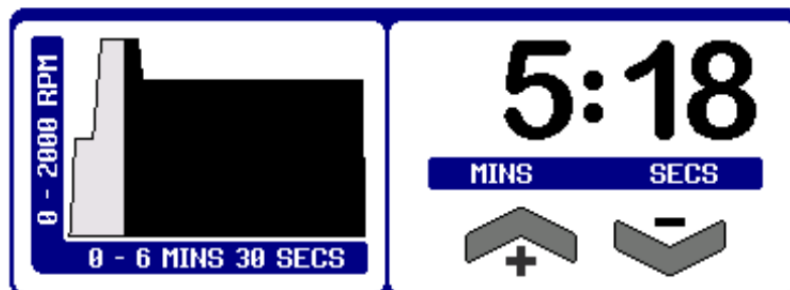 0 - 2000 RPM
0 - 6 MINS 30 SECS
5:18
MINS SECS
+ -